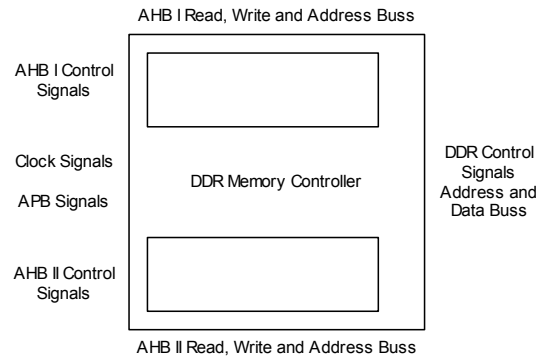 AHB I Read, Write and Address Buss
AHB I Control
Signals
Clock Signals
APB Signals
AHB II Control
Signals
DDR Memory Controller
DDR Control
Signals
Address and
Data Buss
AHB II Read, Write and Address Buss